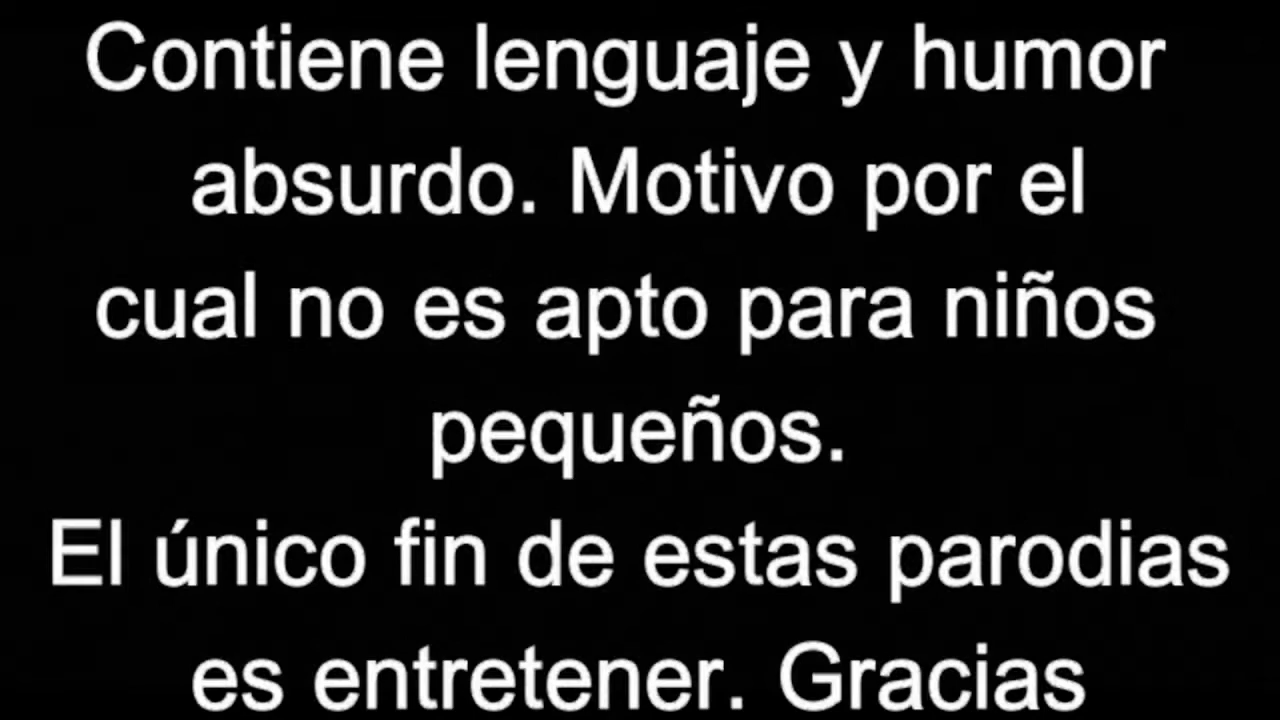 Contiene lenguaje y humor
absurdo. Motivo por el
cual no es apto para niños
pequeños.
El único fin de estas parodias
es entretener. Gracias